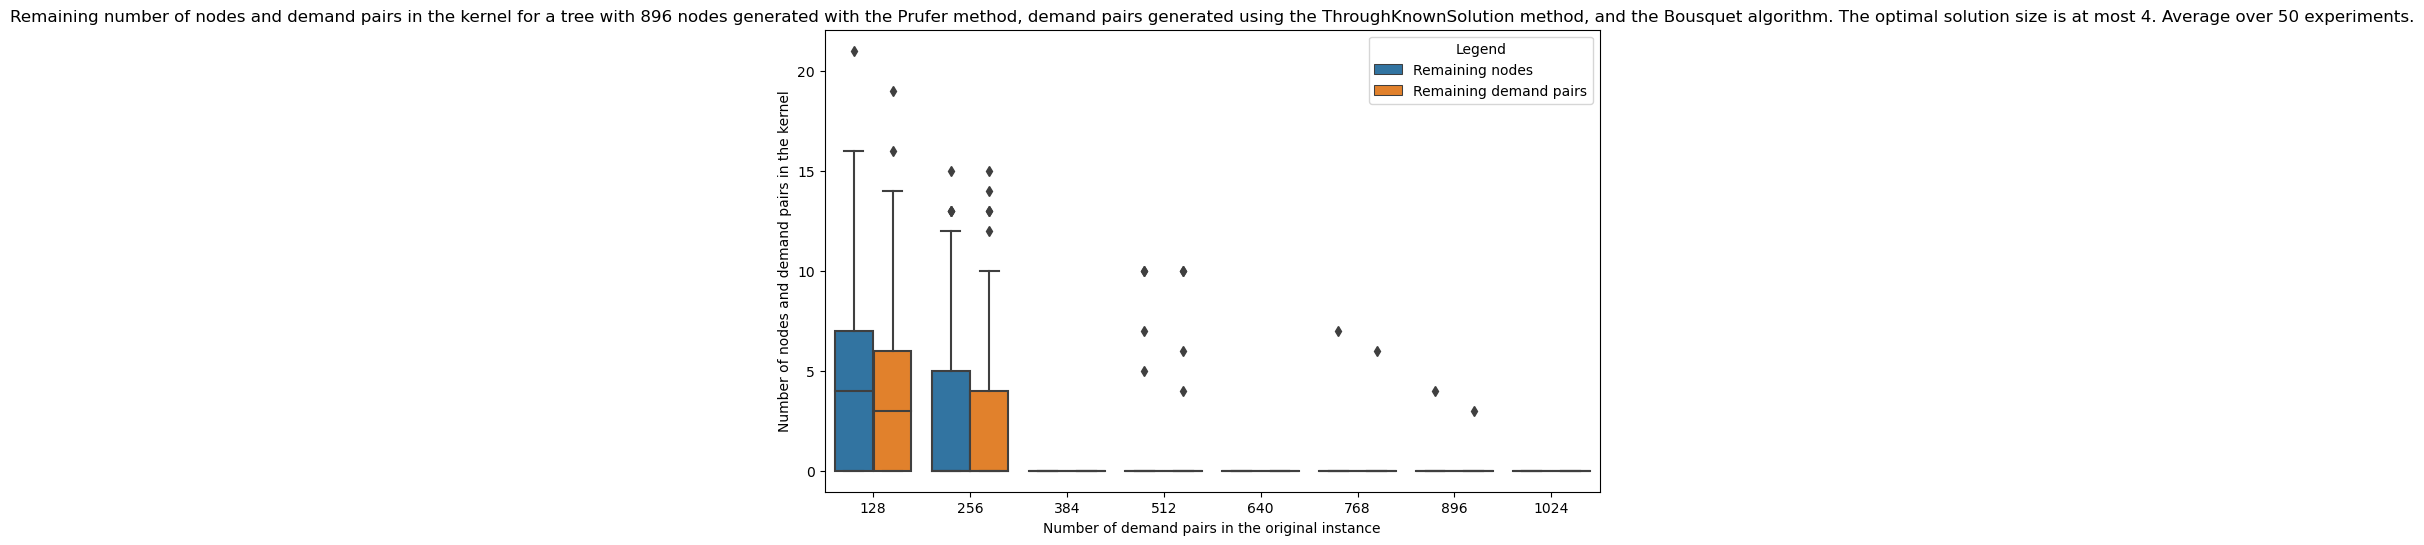 Remaining number of nodes and demand pairs in the kernel for a tree with 896 nodes generated with the Prufer method, demand pairs generated using the ThroughKnownSolution method, and the Bousquet algorithm. The optimal solution size is at most 4. Average over 50 experiments.
Legend
Remaining nodes
Remaining demand pairs
Number of nodes and demand pairs in the kernel
20
15
10
5
0
128 256 384 512 640 768 896 1024
Number of demand pairs in the original instance